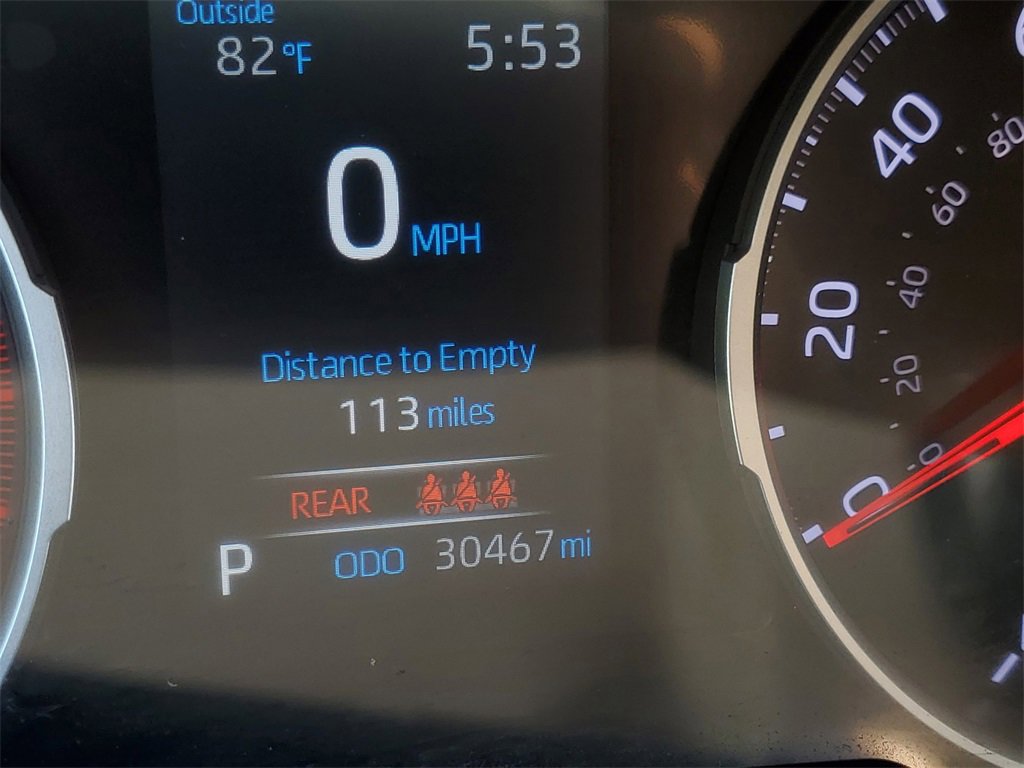 Outside
82 °F
5:53
0 MPH
Distance to Empty
113 miles
REAR
P
ODO 30467 mi
40
20
0
80
60
40
20
0